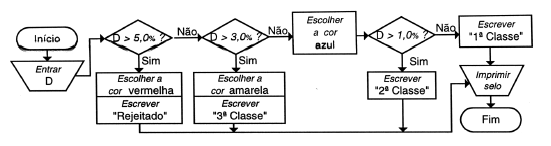 Início
Entrar
D
D > 5,0% ?
Não
Sim
Escolher a
cor vermelha
Escrever
"Rejeitado"
D > 3,0% ?
Não
Sim
Escolher a
cor amarela
Escrever
"3ª Classe"
Escolher
a cor
azul
D > 1,0% ?
Não
Sim
Escrever
"2ª Classe"
Escrever
"1ª Classe"
Imprimir
selo
Fim